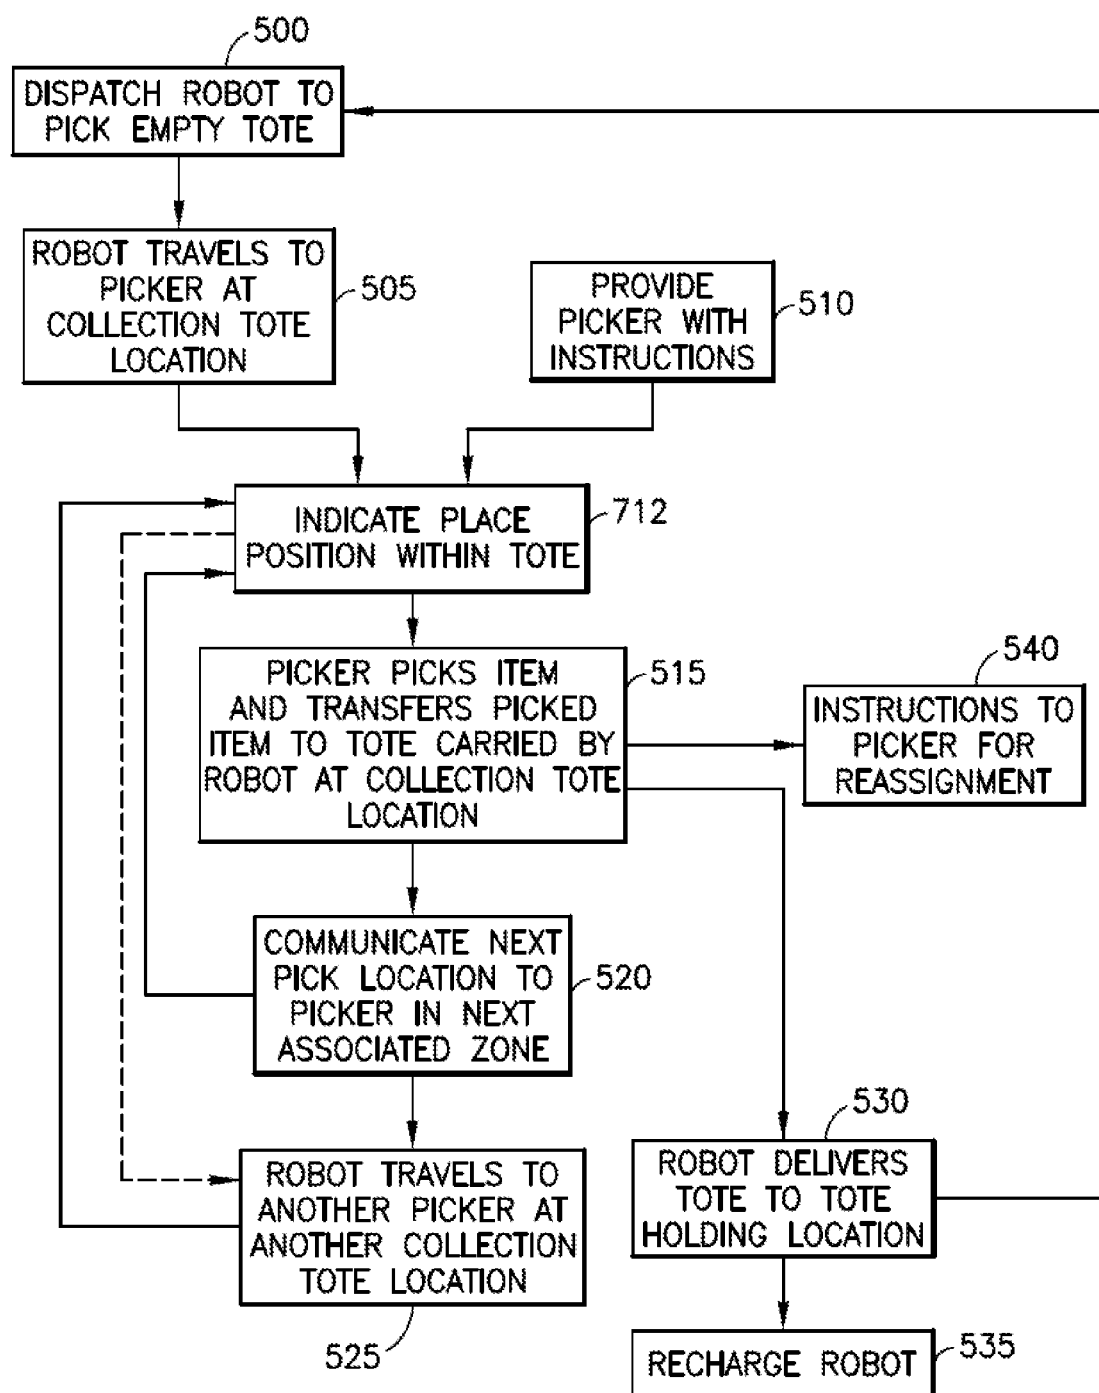 500
DISPATCH ROBOT TO
PICK EMPTY TOTE
ROBOT TRAVELS TO
PICKER AT
COLLECTION TOTE
LOCATION
505
PROVIDE
PICKER WITH
INSTRUCTIONS
510
INDICATE PLACE
POSITION WITHIN TOTE
712
PICKER PICKS ITEM
AND TRANSFERS PICKED
ITEM TO TOTE CARRIED BY
ROBOT AT COLLECTION TOTE
LOCATION
515
540
INSTRUCTIONS TO
PICKER FOR
REASSIGNMENT
COMMUNICATE NEXT
PICK LOCATION TO
PICKER IN NEXT
ASSOCIATED ZONE
520
530
ROBOT DELIVERS
TOTE TO TOTE
HOLDING LOCATION
ROBOT TRAVELS TO
ANOTHER PICKER AT
ANOTHER COLLECTION
TOTE LOCATION
525
RECHARGE ROBOT
535